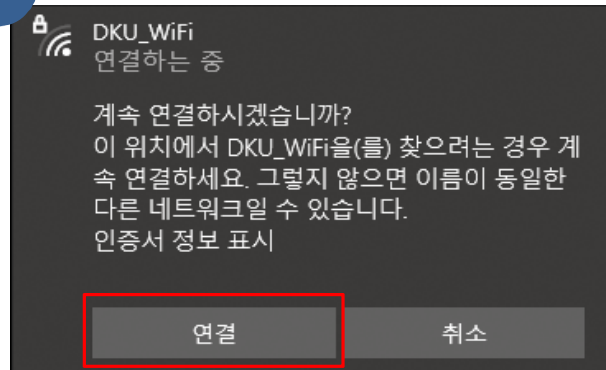 DKU_WiFi
연결하는 중
계속 연결하시겠습니까?
이 위치에서 DKU_WiFi을(를) 찾으려는 경우 계
속 연결하세요. 그렇지 않으면 이름이 동일한
다른 네트워크일 수 있습니다.
인증서 정보 표시
연결 취소